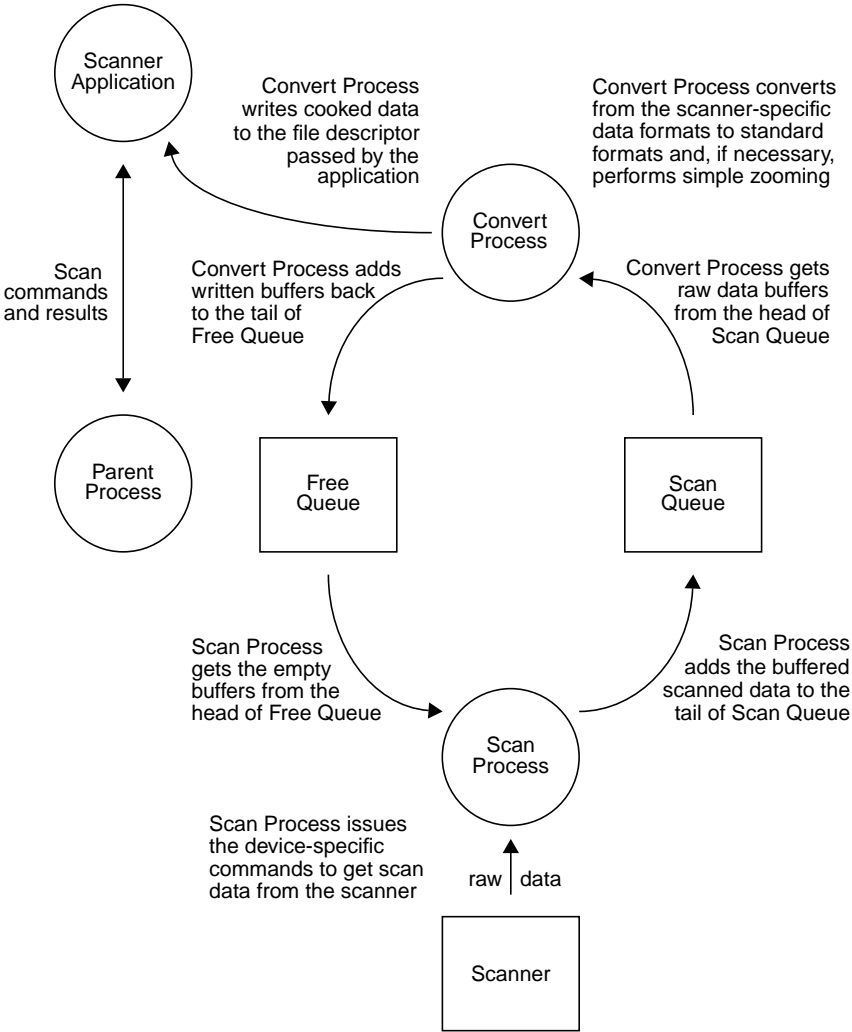 Scanner
Application
Convert Process
writes cooked data
to the file descriptor
passed by the
application
Convert Process converts
from the scanner-specific
data formats to standard
formats and, if necessary,
performs simple zooming
Convert
Process
Scan
commands
and results
Convert Process adds
written buffers back
to the tail of
Free Queue
Convert Process gets
raw data buffers
from the head of
Scan Queue
Parent
Process
Free
Queue
Scan
Queue
Scan Process
gets the empty
buffers from the
head of Free Queue
Scan Process
adds the buffered
scanned data to the
tail of Scan Queue
Scan
Process
Scan Process issues
the device-specific
commands to get scan
data from the scanner
raw data
Scanner